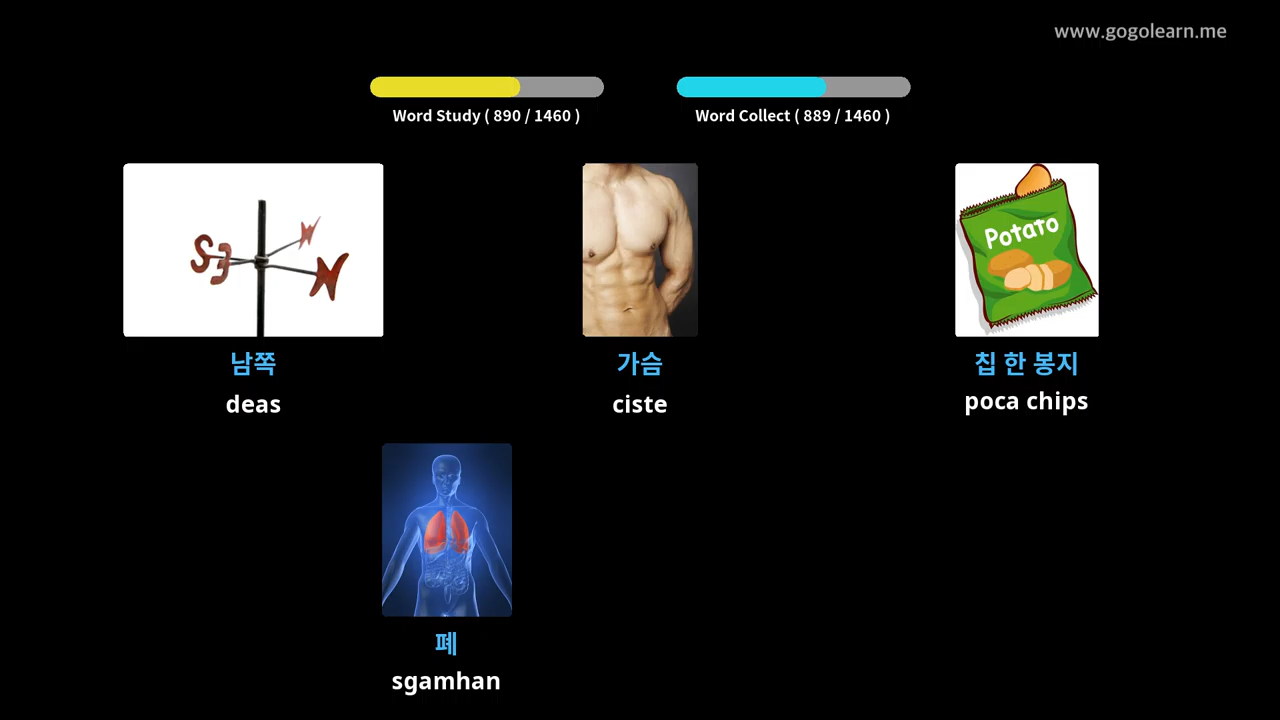 www.gogolearn.me
Word Study ( 890 / 1460 )
Word Collect ( 889 / 1460 )
S
E
N
Potato
남쪽
가슴
칩 한 봉지
deas
ciste
poca chips
폐
sgamhan